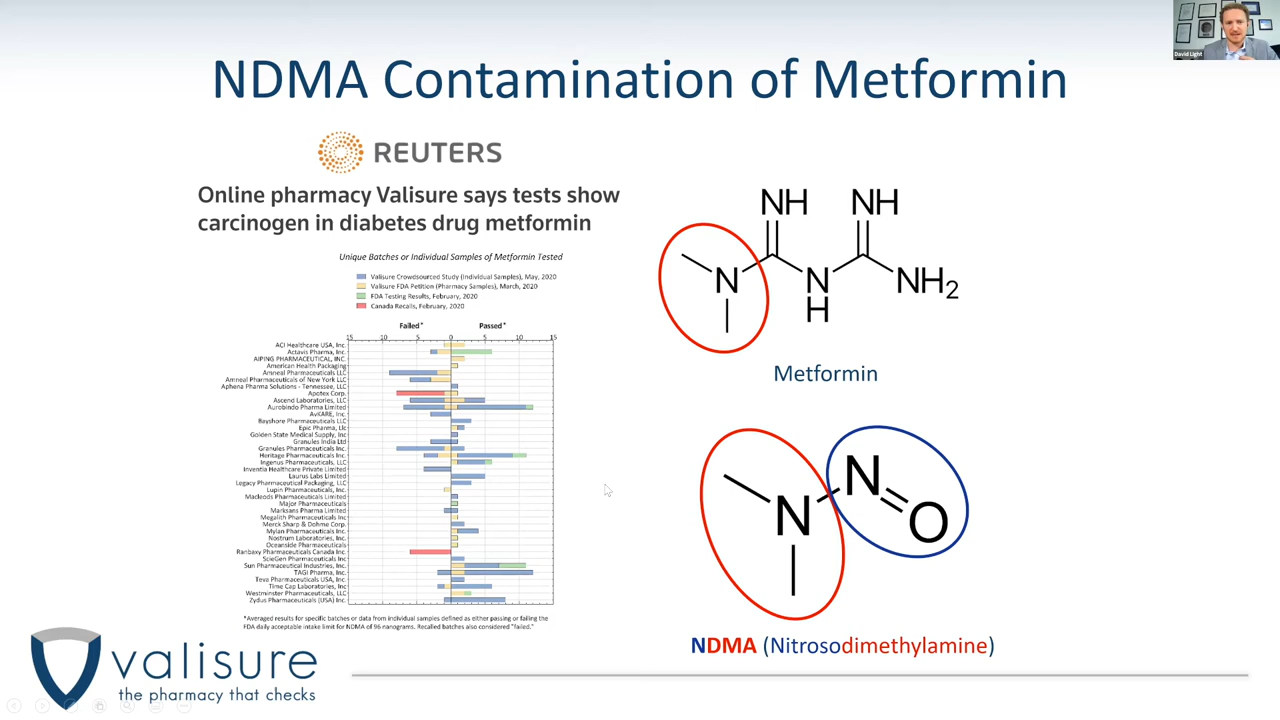 David Light
NDMA Contamination of Metformin
REUTERS
Online pharmacy Valisure says tests show
carcinogen in diabetes drug metformin
Unique Batches or Individual Samples of Metformin Tested
Valisure Crowdsourced Study (Individual Samples), May, 2020
Valisure FDA Petition (Pharmacy Samples), March, 2020
FDA Testing Results, February, 2020
Canada Recalls, February, 2020
Failed* Passed*
15 10 5 0 5 10 15
ACI Healthcare USA, Inc.
Actavis Pharma, Inc.
AIPING PHARMACEUTICAL, INC.
American Health Packaging
Amneal Pharmaceuticals LLC
Amneal Pharmaceuticals of New York LLC
Aphena Pharma Solutions - Tennessee, LLC
Apotex Corp.
Ascend Laboratories, LLC
Aurobindo Pharma Limited
AvKARE, Inc.
Bayshore Pharmaceuticals LLC
Epic Pharma, Llc
Golden State Medical Supply, Inc
Granules India Ltd
Granules Pharmaceuticals Inc.
Heritage Pharmaceuticals Inc.
Ingenus Pharmaceuticals, LLC
Inventia Healthcare Private Limited
Laurus Labs Limited
Legacy Pharmaceutical Packaging, LLC
Lupin Pharmaceuticals, Inc.
Macleods Pharmaceuticals Limited
Major Pharmaceuticals
Marksans Pharma Limited
Megalith Pharmaceuticals Inc
Merck Sharp & Dohme Corp.
Mylan Pharmaceuticals Inc.
Nostrum Laboratories, Inc.
Oceanside Pharmaceuticals
Ranbaxy Pharmaceuticals Canada Inc.
ScieGen Pharmaceuticals Inc
Sun Pharmaceutical Industries, Inc.
TAGI Pharma, Inc.
Teva Pharmaceuticals USA, Inc.
Time Cap Laboratories, Inc
Westminster Pharmaceuticals, LLC
Zydus Pharmaceuticals (USA) Inc.
*Averaged results for specific batches or data from individual samples defined as either passing or failing the
FDA daily acceptable intake limit for NDMA of 96 nanograms. Recalled batches also considered "failed."
NH NH
N N NH2
H
Metformin
N
N O
NDMA (Nitrosodimethylamine)
valisure
the pharmacy that checks